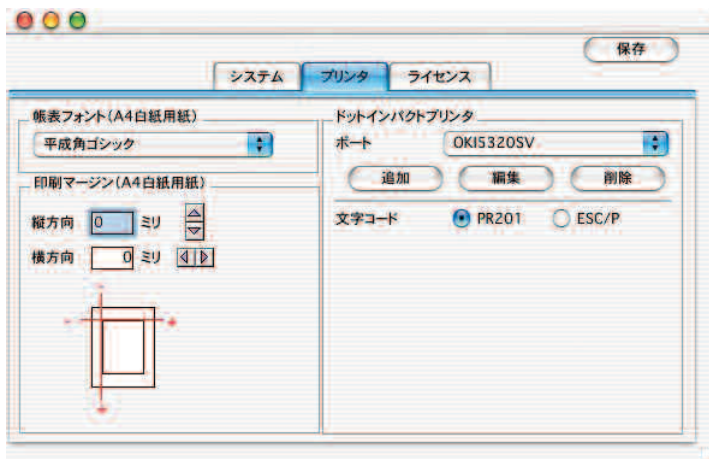 保存
システム プリンタ ライセンス
帳表フォント(A4白紙用紙)
平成角ゴシック
印刷マージン(A4白紙用紙)
縦方向 0 ミリ
横方向 0 ミリ
ドットインパクトプリンタ
ポート OKI5320SV
追加 編集 削除
文字コード PR201 ESC/P